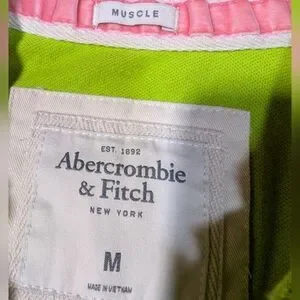 MUSCLE
EST. 1892
Abercrombie
& Fitch
NEW YORK
M
MADE IN VIETNAM